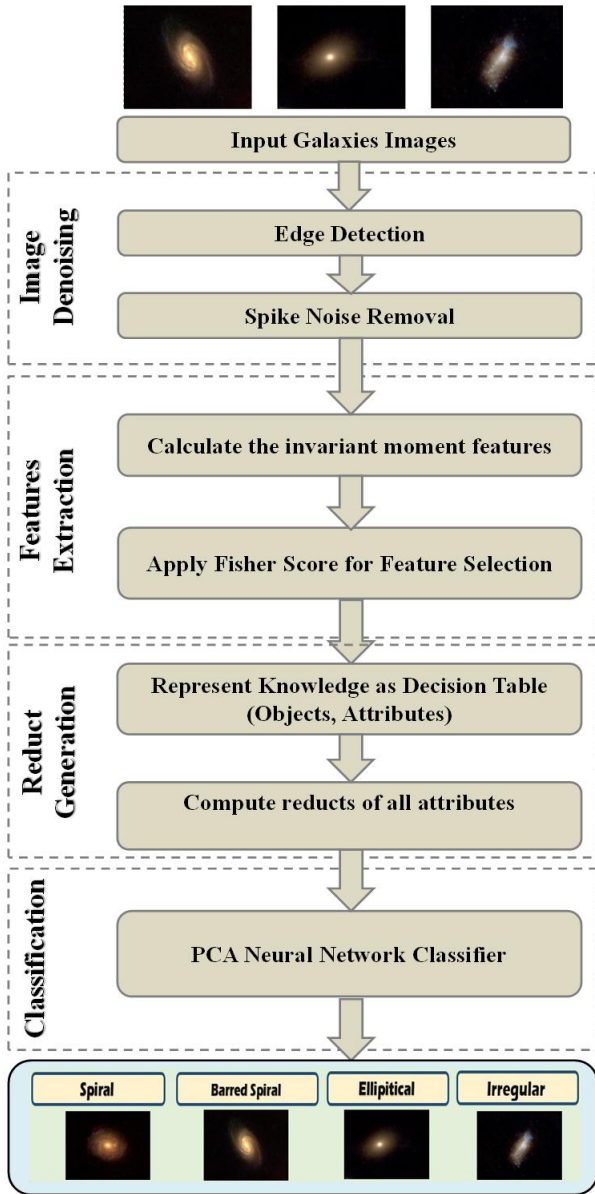 Input Galaxies Images
Image
Denoising
Edge Detection
Spike Noise Removal
Features
Extraction
Calculate the invariant moment features
Apply Fisher Score for Feature Selection
Reduct
Generation
Represent Knowledge as Decision Table
(Objects, Attributes)
Compute reducts of all attributes
Classification
PCA Neural Network Classifier
Spiral
Barred Spiral
Ellipitical
Irregular